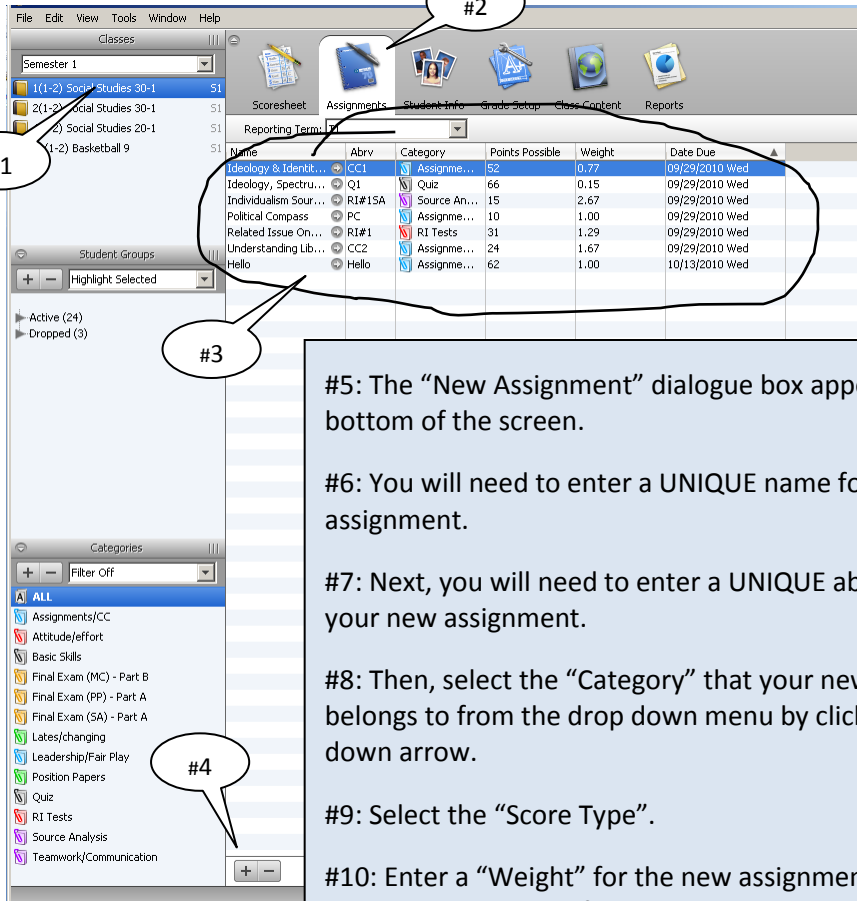 #2
File Edit View Tools Window Help
Classes
Semester 1
1(1-2) Social Studies 30-1 S1
2(1-2) Social Studies 30-1 S1
-2) Social Studies 20-1 S1
(1-2) Basketball 9 S1
1
Scoresheet Assignments Student Info Grade Setup Class Content Reports
Reporting Term: T1
Name Abrv Category Points Possible Weight Date Due
Ideology & Identit... CC1 Assignme... 52 0.77 09/29/2010 Wed
Ideology, Spectru... Q1 Quiz 66 0.15 09/29/2010 Wed
Individualism Sour... RI#1SA Source An... 15 2.67 09/29/2010 Wed
Political Compass PC Assignme... 10 1.00 09/29/2010 Wed
Related Issue On... RI#1 RI Tests 31 1.29 09/29/2010 Wed
Understanding Lib... CC2 Assignme... 24 1.67 09/29/2010 Wed
Hello Hello Assignme... 62 1.00 10/13/2010 Wed
Student Groups
+ − Highlight Selected
Active (24)
Dropped (3)
#3
Categories
+ − Filter Off
ALL
Assignments/CC
Attitude/effort
Basic Skills
Final Exam (MC) - Part B
Final Exam (PP) - Part A
Final Exam (SA) - Part A
Lates/changing
Leadership/Fair Play
Position Papers
Quiz
RI Tests
Source Analysis
Teamwork/Communication
#4
+ −
#5: The “New Assignment” dialogue box appe
bottom of the screen.
#6: You will need to enter a UNIQUE name fo
assignment.
#7: Next, you will need to enter a UNIQUE ab
your new assignment.
#8: Then, select the “Category” that your new
belongs to from the drop down menu by click
down arrow.
#9: Select the “Score Type”.
#10: Enter a “Weight” for the new assignmen